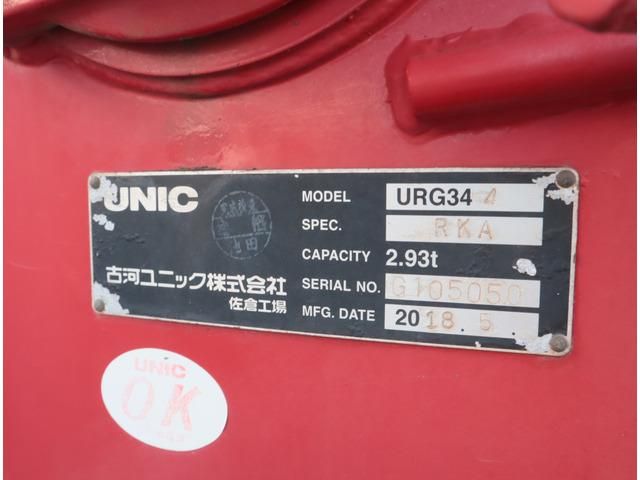 UNIC
MODEL URG344
SPEC. RKA
CAPACITY 2.93t
SERIAL NO. G105050
MFG. DATE 2018.5
古河ユニック株式会社
佐倉工場
UNIC
OK